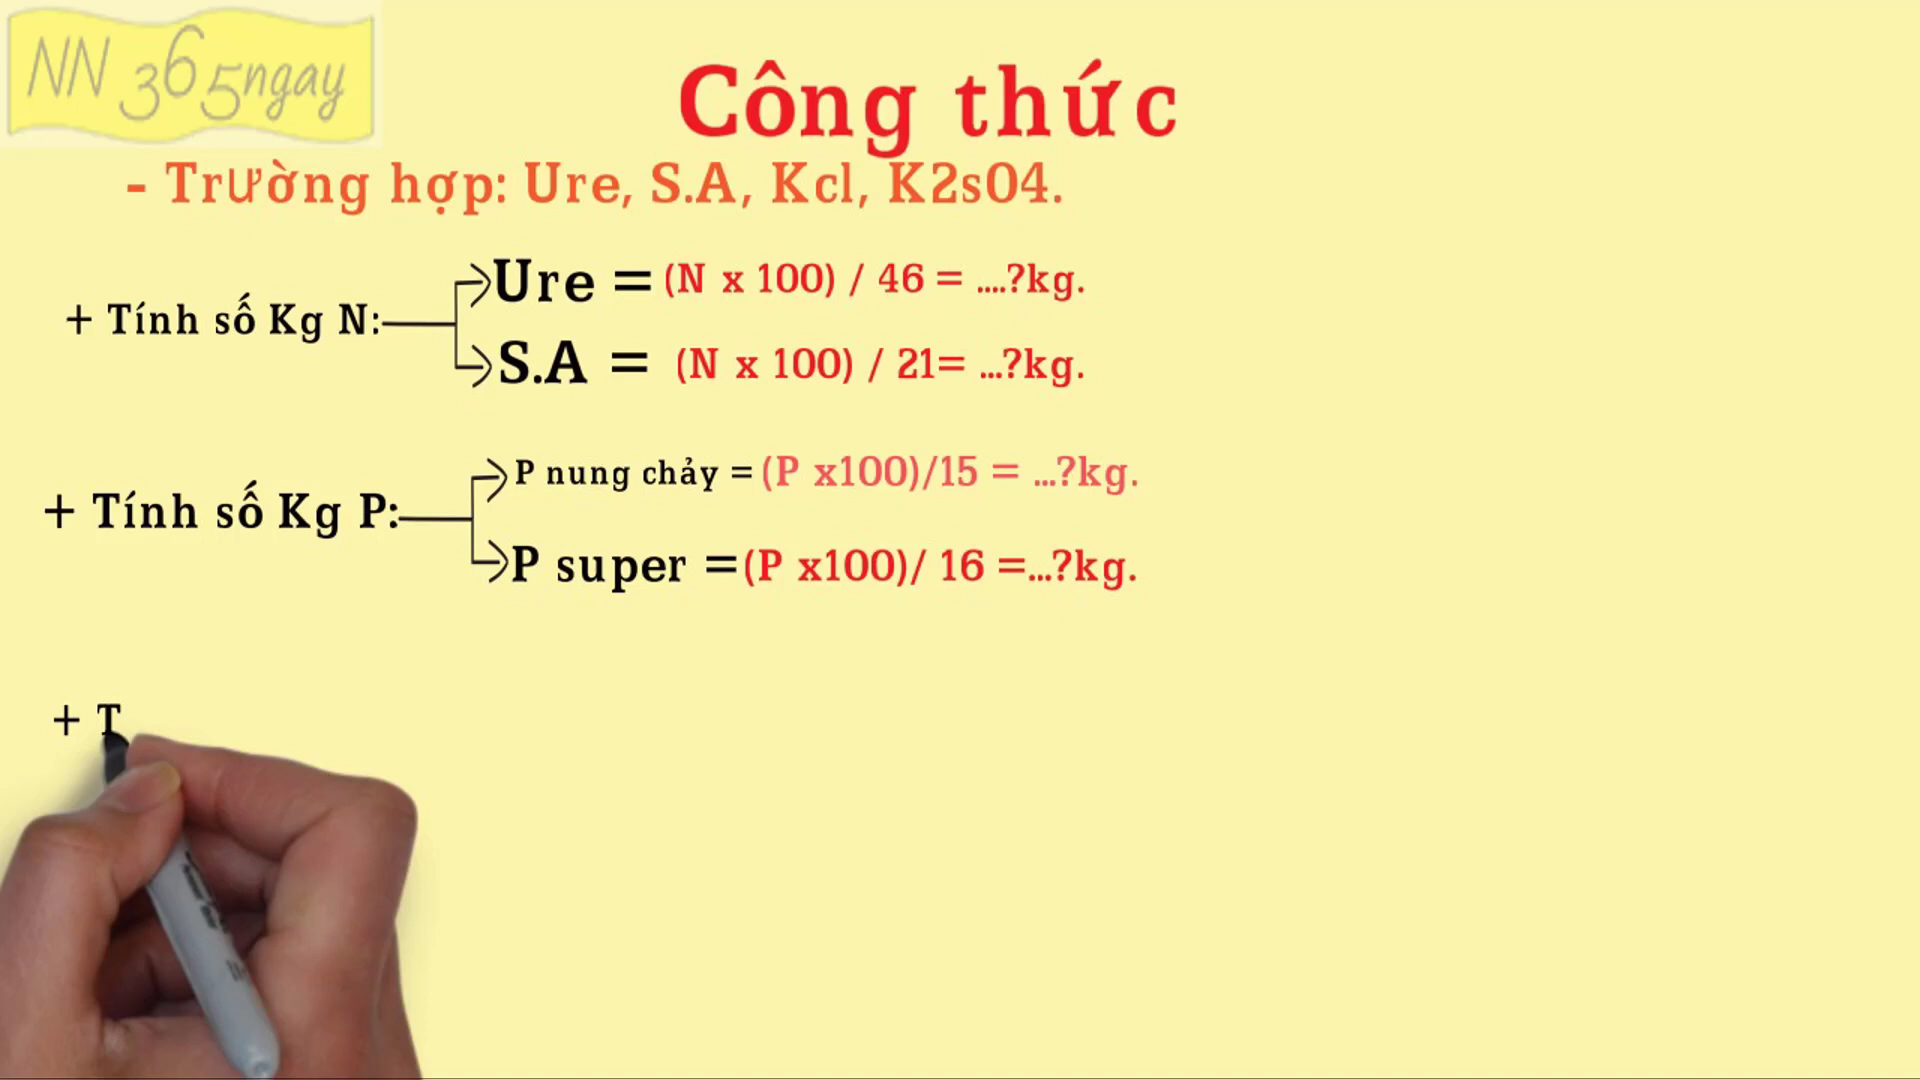 NN 365ngay
Công thức
- Trường hợp: Ure, S.A, Kcl, K2sO4.
+ Tính số Kg N:
Ure = (N x 100) / 46 = ....?kg.
S.A = (N x 100) / 21= ...?kg.
+ Tính số Kg P:
P nung chảy = (P x100)/15 = ...?kg.
P super =(P x100)/ 16 =...?kg.
+ T